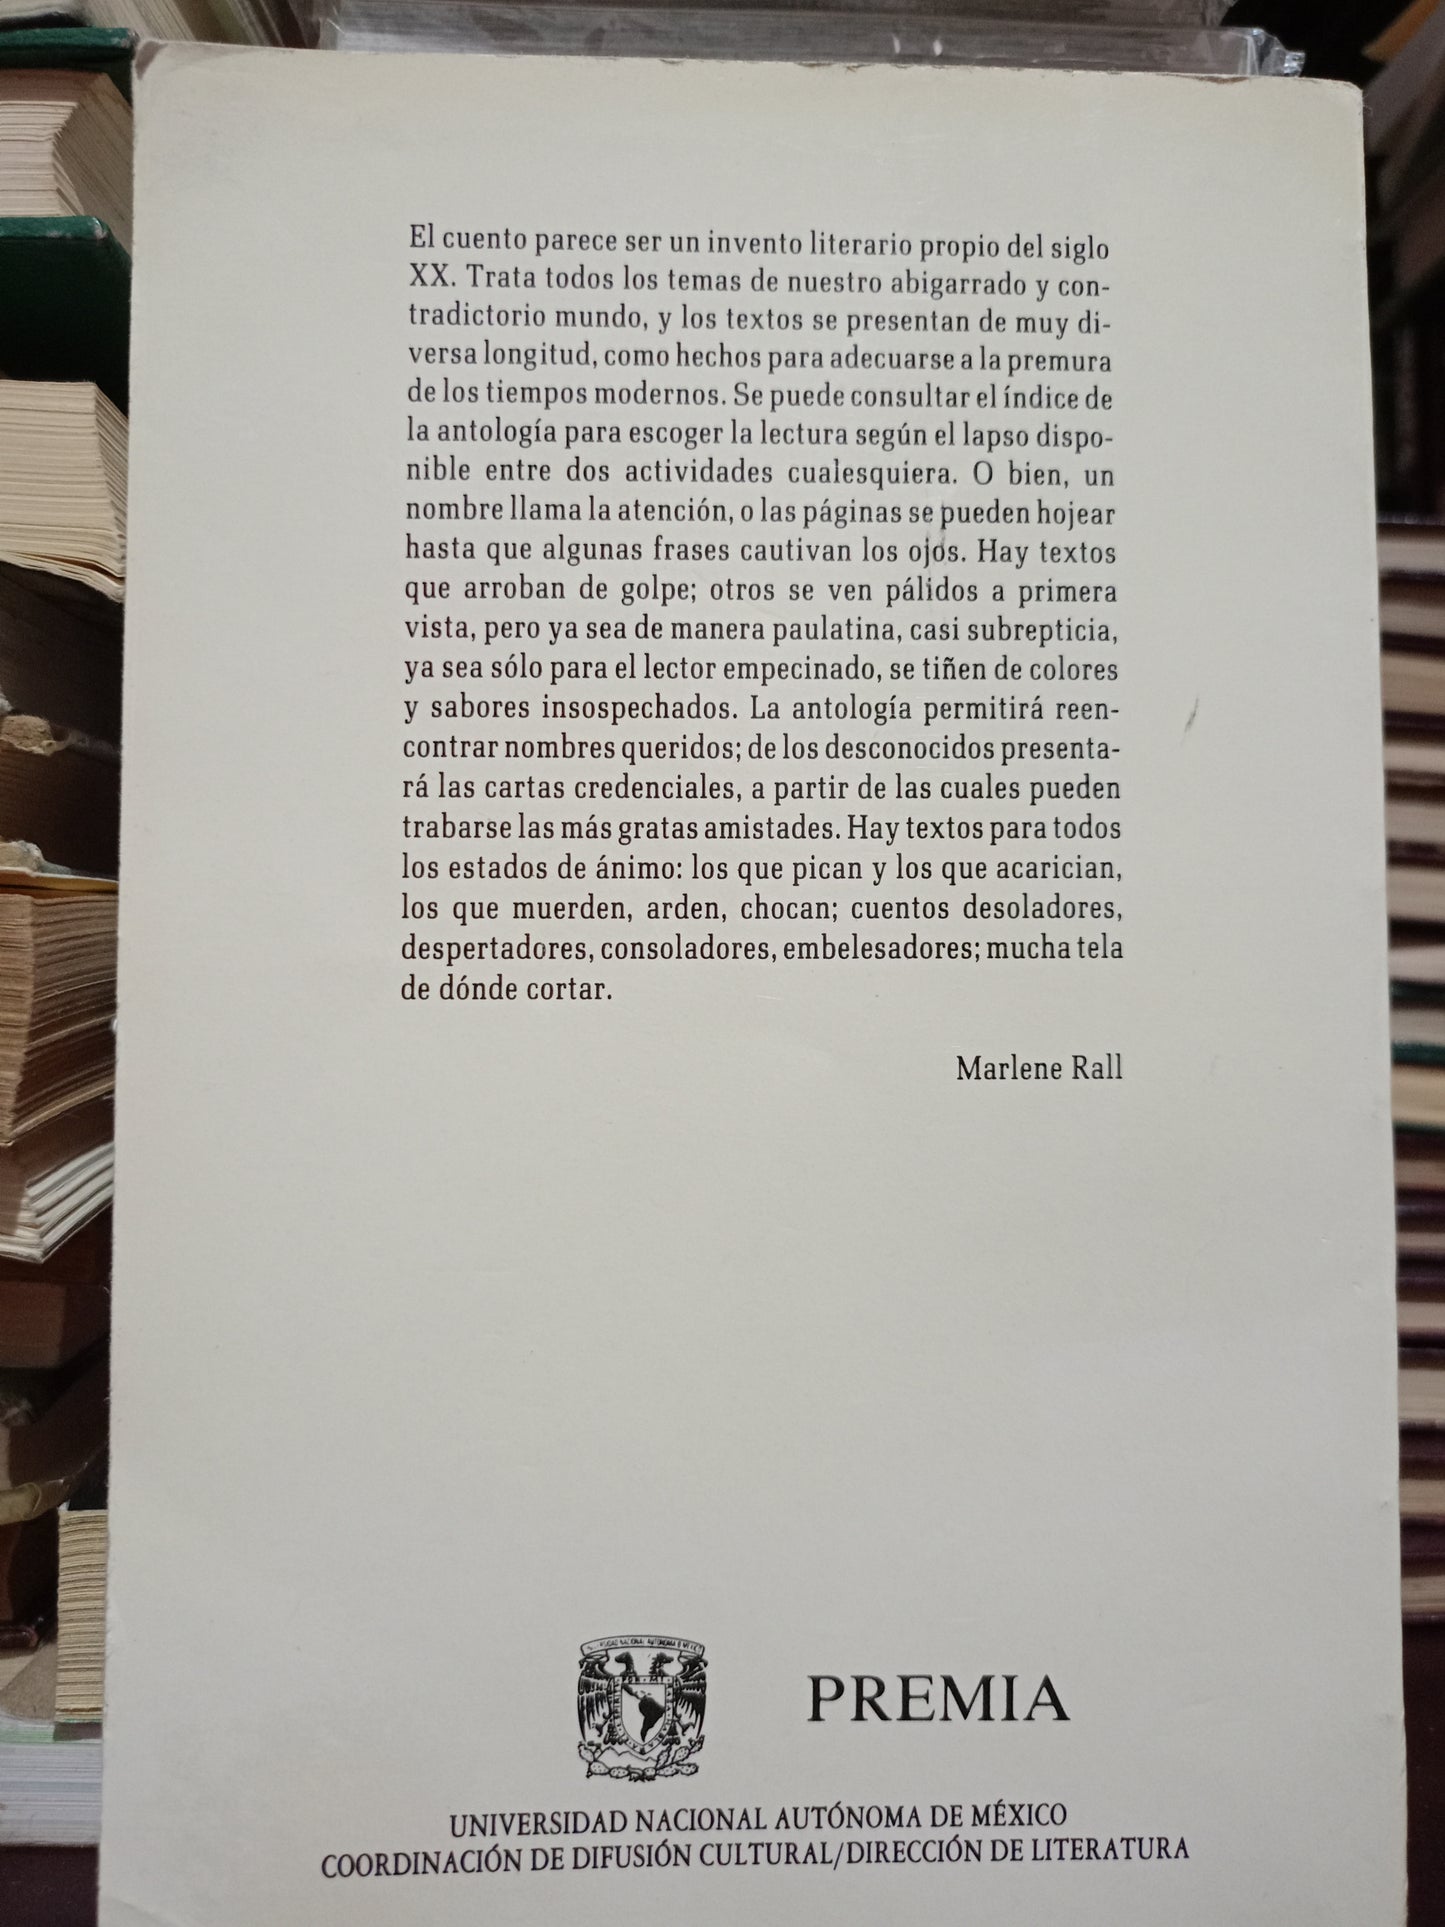 El cuento parece ser un invento literario propio del siglo
XX. Trata todos los temas de nuestro abigarrado y con-
tradictorio mundo, y los textos se presentan de muy di-
versa longitud, como hechos para adecuarse a la premura
de los tiempos modernos. Se puede consultar el índice de
la antología para escoger la lectura según el lapso dispo-
nible entre dos actividades cualesquiera. O bien, un
nombre llama la atención, o las páginas se pueden hojear
hasta que algunas frases cautivan los ojos. Hay textos
que arroban de golpe; otros se ven pálidos a primera
vista, pero ya sea de manera paulatina, casi subrepticia,
ya sea sólo para el lector empecinado, se tiñen de colores
y sabores insospechados. La antología permitirá reen-
contrar nombres queridos; de los desconocidos presenta-
rá las cartas credenciales, a partir de las cuales pueden
trabarse las más gratas amistades. Hay textos para todos
los estados de ánimo: los que pican y los que acarician,
los que muerden, arden, chocan; cuentos desoladores,
despertadores, consoladores, embelesadores; mucha tela
de dónde cortar.
Marlene Rall
PREMIA
UNIVERSIDAD NACIONAL AUTÓNOMA DE MÉXICO
COORDINACIÓN DE DIFUSIÓN CULTURAL/DIRECCIÓN DE LITERATURA